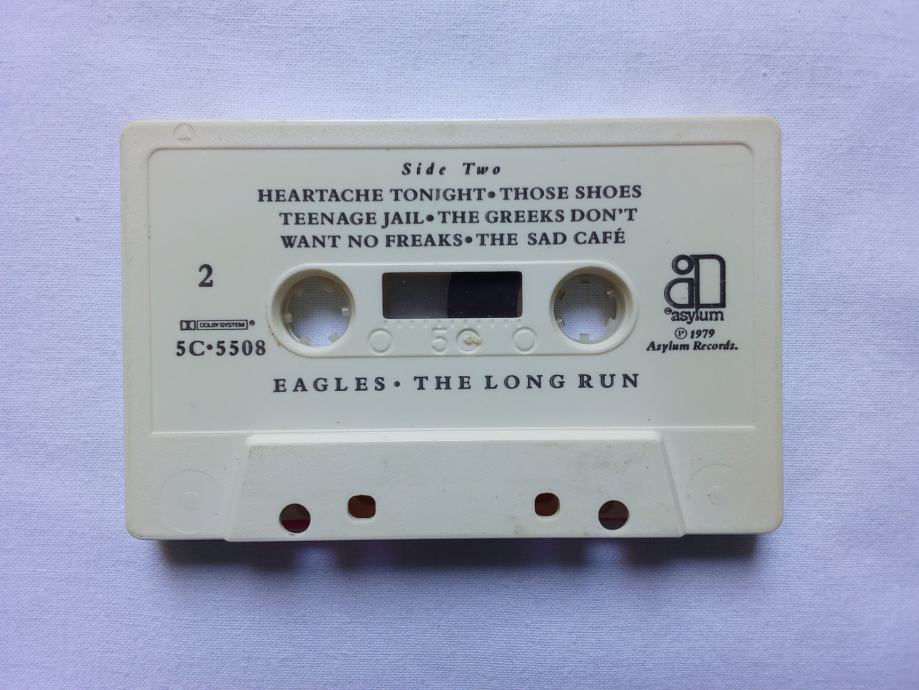 Side Two
HEARTACHE TONIGHT•THOSE SHOES
TEENAGE JAIL•THE GREEKS DON'T
WANT NO FREAKS•THE SAD CAFÉ
2
DOLBY SYSTEM®
5C•5508
asylum
Ⓟ 1979
Asylum Records.
EAGLES • THE LONG RUN